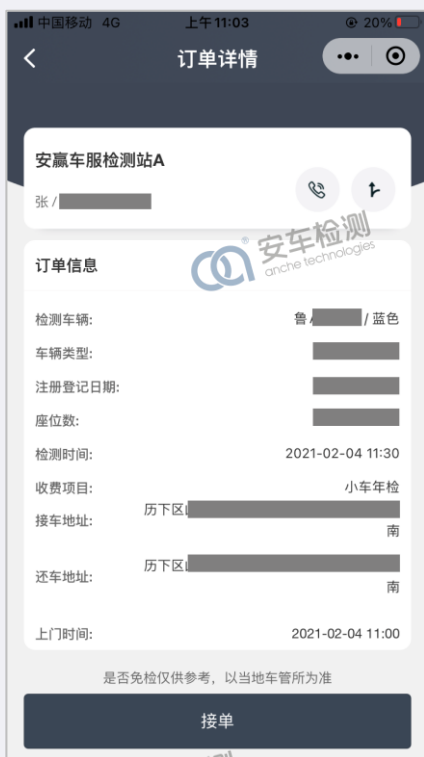 中国移动 4G 上午11:03 20%
订单详情
安赢车服检测站A
张 /
安车检测
anche technologies
订单信息
检测车辆: 鲁 / 蓝色
车辆类型:
注册登记日期:
座位数:
检测时间: 2021-02-04 11:30
收费项目: 小车年检
接车地址: 历下区
南
还车地址: 历下区
南
上门时间: 2021-02-04 11:00
是否免检仅供参考，以当地车管所为准
接单